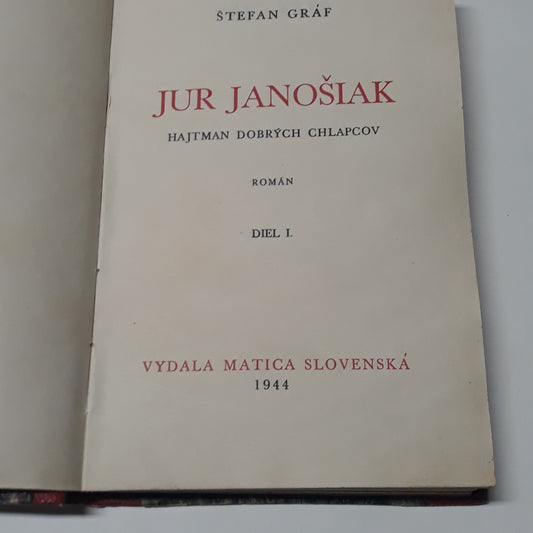 ŠTEFAN GRÁF
JUR JANOŠIAK
HAJTMAN DOBRÝCH CHLAPCOV
ROMÁN
DIEL I.
VYDALA MATICA SLOVENSKÁ
1944